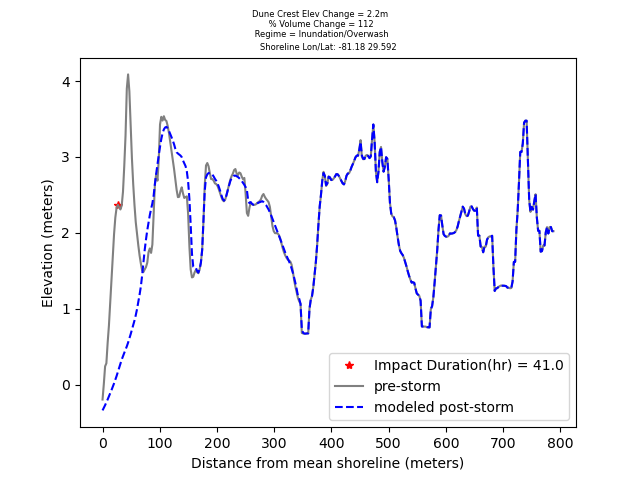 Dune Crest Elev Change = 2.2m
% Volume Change = 112
Regime = Inundation/Overwash
Shoreline Lon/Lat: -81.18 29.592
4
3
2
1
0
Elevation (meters)
Impact Duration(hr) = 41.0
pre-storm
modeled post-storm
0 100 200 300 400 500 600 700 800
Distance from mean shoreline (meters)